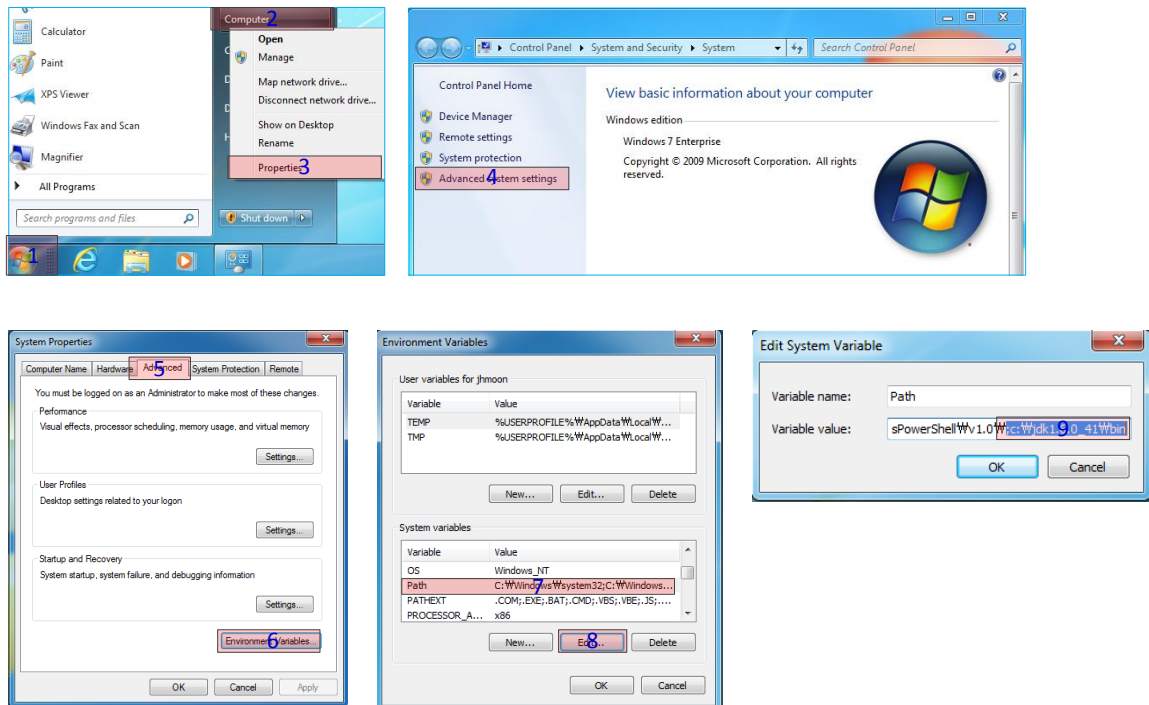 Calculator
Paint
XPS Viewer
Windows Fax and Scan
Magnifier
All Programs
Search programs and files
1
Computer
2
Open
Manage
Map network drive...
Disconnect network drive...
Show on Desktop
Rename
Properties
3
Shut down
Control Panel
System and Security
System
Search Control Panel
Control Panel Home
Device Manager
Remote settings
System protection
Advanced system settings
4
View basic information about your computer
Windows edition
Windows 7 Enterprise
Copyright © 2009 Microsoft Corporation. All rights
reserved.
System Properties
Computer Name Hardware Advanced System Protection Remote
5
You must be logged on as an Administrator to make most of these changes.
Performance
Visual effects, processor scheduling, memory usage, and virtual memory
Settings...
User Profiles
Desktop settings related to your logon
Settings...
Startup and Recovery
System startup, system failure, and debugging information
Settings...
Environment Variables...
6
OK Cancel Apply
Environment Variables
User variables for jhmoon
Variable Value
TEMP %USERPROFILE%₩AppData₩Local₩...
TMP %USERPROFILE%₩AppData₩Local₩...
New... Edit... Delete
System variables
Variable Value
OS Windows_NT
Path C:₩Windows₩system32;C:₩Windows...
7
PATHEXT .COM;.EXE;.BAT;.CMD;.VBS;.VBE;.JS;....
PROCESSOR_A... x86
New... Edit... Delete
8
OK Cancel
Edit System Variable
Variable name: Path
Variable value: sPowerShell₩v1.0₩;c:₩
9
OK Cancel